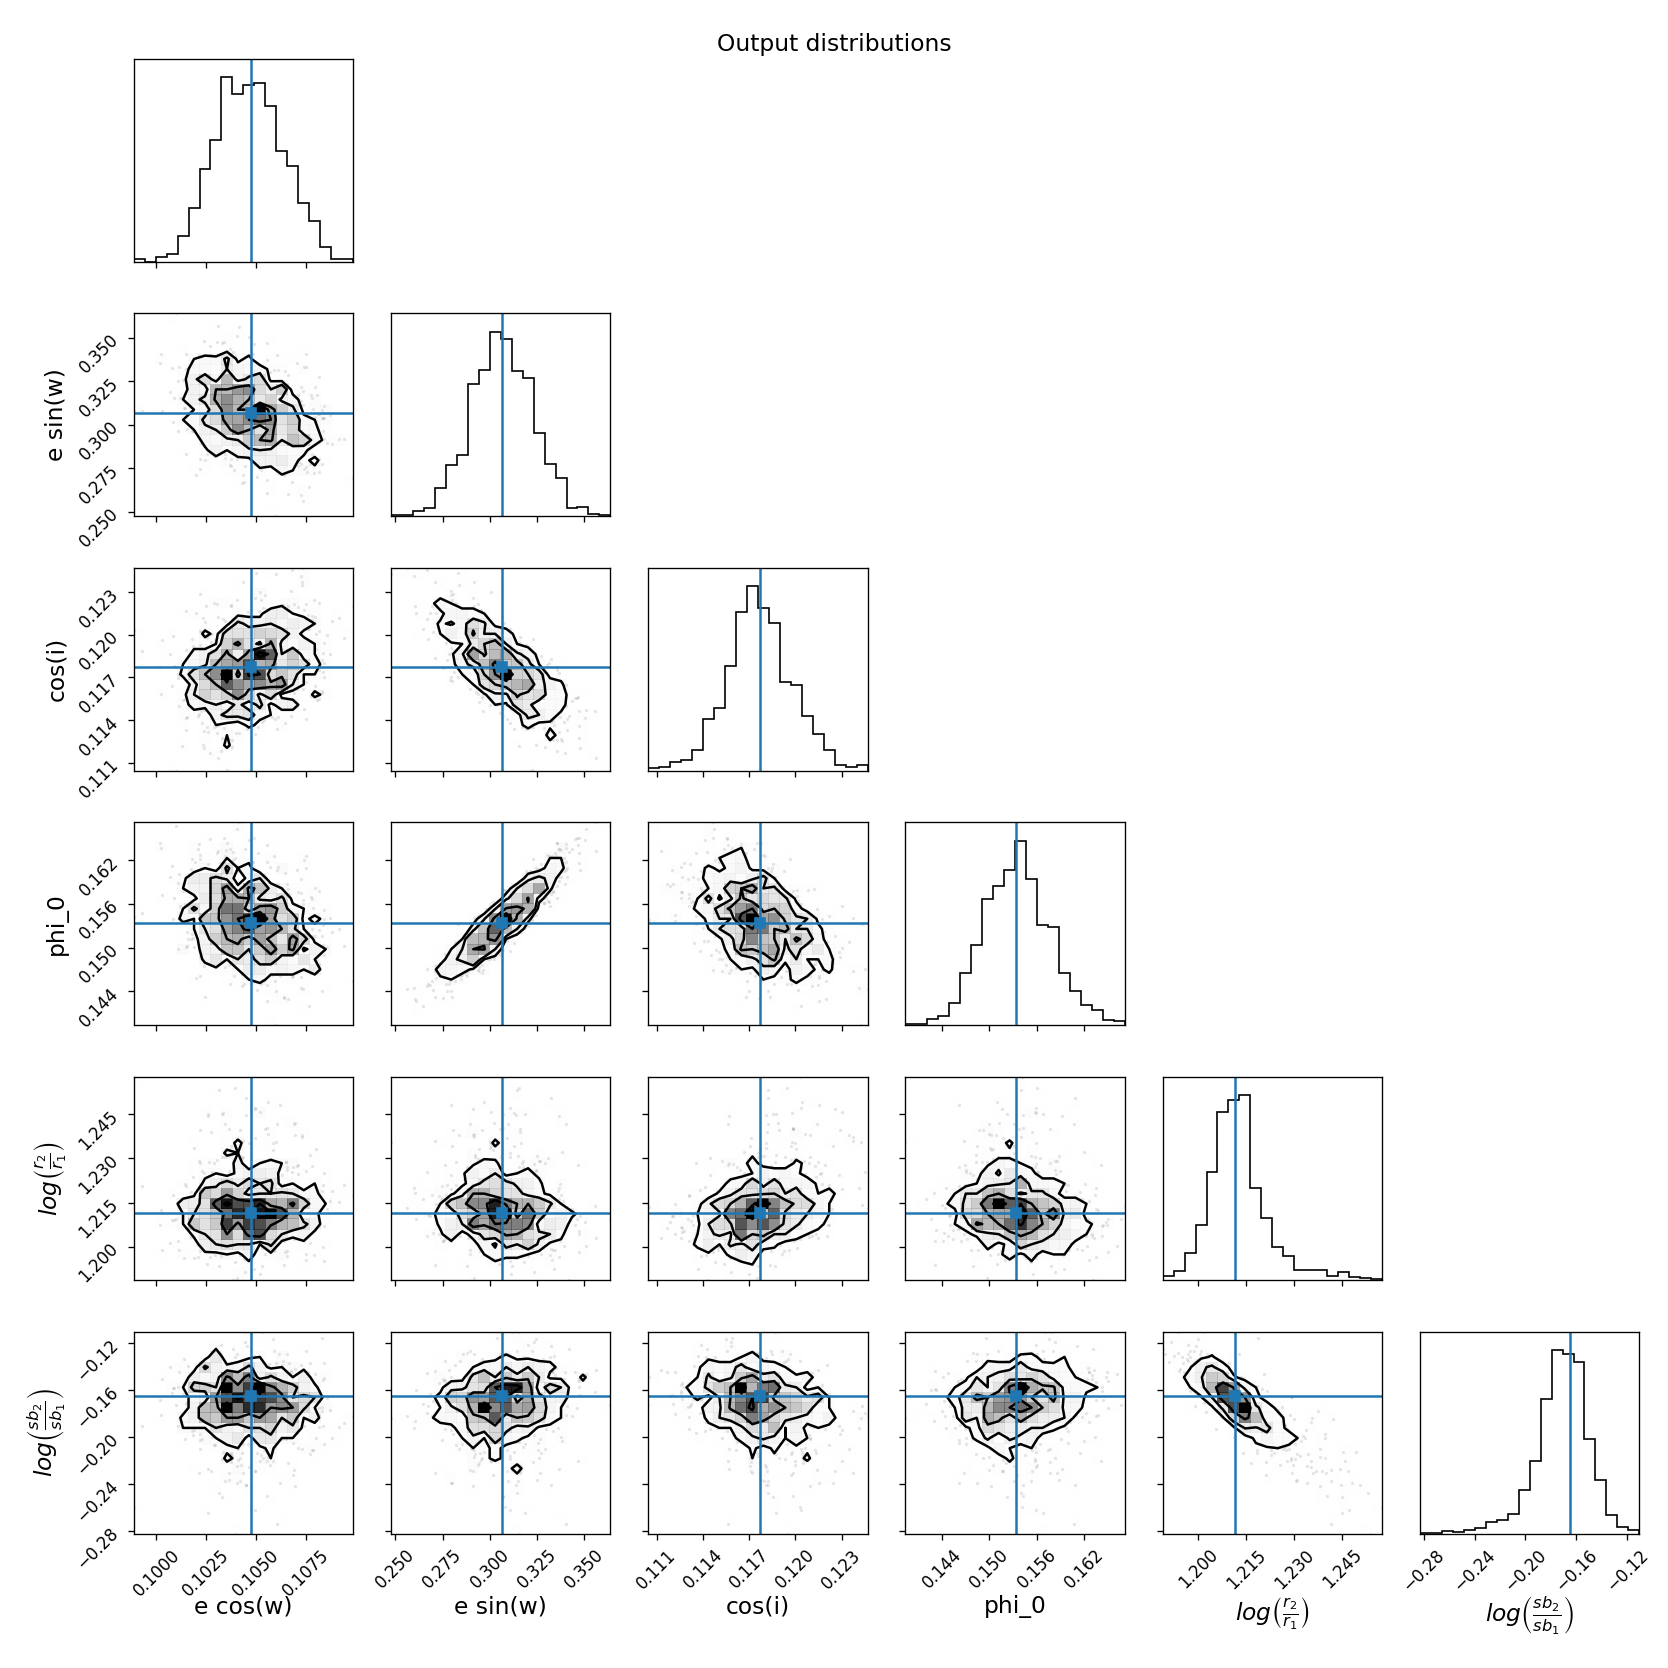 Output distributions
e sin(w)
0.350
0.325
0.300
0.275
0.250
cos(i)
0.123
0.120
0.117
0.114
0.111
phi_0
0.162
0.156
0.150
0.144
log(r₂/r₁)
1.245
1.230
1.215
1.200
log(sb₂/sb₁)
−0.12
−0.16
−0.20
−0.24
−0.28
0.1000 0.1025 0.1050 0.1075 0.250 0.275 0.300 0.325 0.350 0.111 0.114 0.117 0.120 0.123 0.144 0.150 0.156 0.162 1.200 1.215 1.230 1.245 −0.28 −0.24 −0.20 −0.16 −0.12
e cos(w) e sin(w) cos(i) phi_0 log(r₂/r₁) log(sb₂/sb₁)